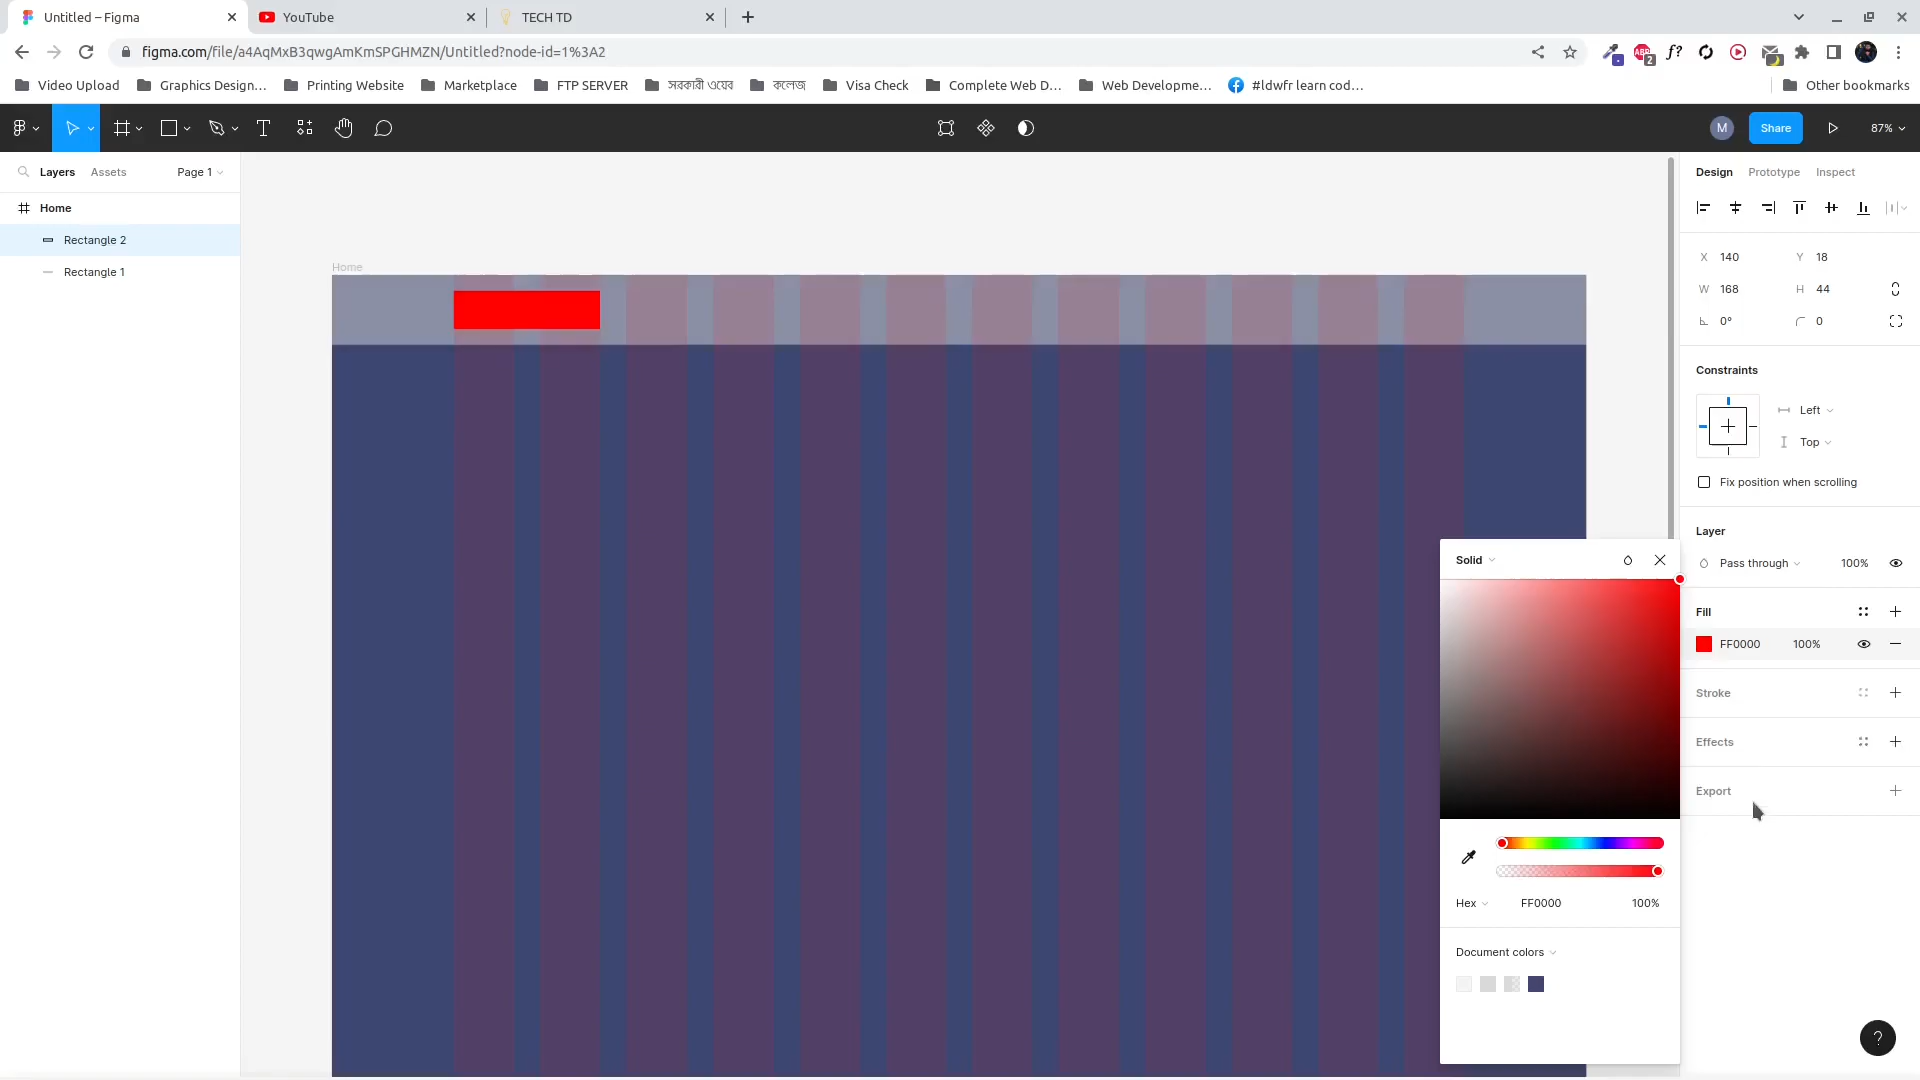 Untitled – Figma
YouTube
TECH TD
figma.com/file/a4AqMxB3qwgAmKmSPGHMZN/Untitled?node-id=1%3A2
f?
ABP
2
Video Upload
Graphics Design...
Printing Website
Marketplace
FTP SERVER
সরকারী ওয়েব
কলেজ
Visa Check
Complete Web D...
Web Developme...
#ldwfr learn cod...
Other bookmarks
M
Share
87%
Layers
Assets
Page 1
Design
Prototype
Inspect
Home
Rectangle 2
Rectangle 1
Home
X 140
Y 18
W 168
H 44
0°
0
Constraints
Left
Top
Fix position when scrolling
Layer
Pass through
100%
Fill
FF0000
100%
Stroke
Effects
Export
Solid
Hex
FF0000
100%
Document colors
?